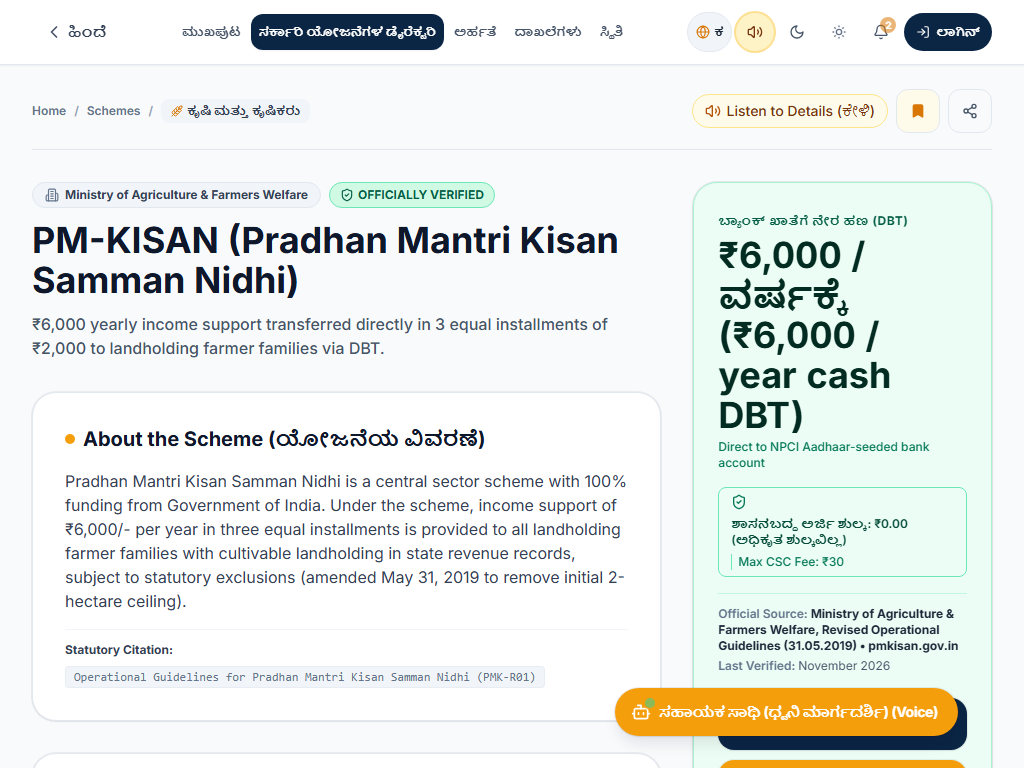 ಹಿಂದೆ
ಮುಖಪುಟ
ಸರ್ಕಾರಿ ಯೋಜನೆಗಳ ಡೈರೆಕ್ಟರಿ
ಅರ್ಹತೆ
ದಾಖಲೆಗಳು
ಸ್ಥಿತಿ
ಕ
2
ಲಾಗಿನ್
Home / Schemes / ಕೃಷಿ ಮತ್ತು ಕೃಷಿಕರು
Listen to Details (ಕೇಳಿ)
Ministry of Agriculture & Farmers Welfare
OFFICIALLY VERIFIED
PM-KISAN (Pradhan Mantri Kisan
Samman Nidhi)
₹6,000 yearly income support transferred directly in 3 equal installments of
₹2,000 to landholding farmer families via DBT.
About the Scheme (ಯೋಜನೆಯ ವಿವರಣೆ)
Pradhan Mantri Kisan Samman Nidhi is a central sector scheme with 100%
funding from Government of India. Under the scheme, income support of
₹6,000/- per year in three equal installments is provided to all landholding
farmer families with cultivable landholding in state revenue records,
subject to statutory exclusions (amended May 31, 2019 to remove initial 2-
hectare ceiling).
Statutory Citation:
Operational Guidelines for Pradhan Mantri Kisan Samman Nidhi (PMK-R01)
ಬ್ಯಾಂಕ್ ಖಾತೆಗೆ ನೇರ ಹಣ (DBT)
₹6,000 /
ವರ್ಷಕ್ಕೆ
(₹6,000 /
year cash
DBT)
Direct to NPCI Aadhaar-seeded bank
account
ಶಾಸನಬದ್ಧ ಅರ್ಜಿ ಶುಲ್ಕ: ₹0.00
(ಅಧಿಕೃತ ಶುಲ್ಕವಿಲ್ಲ)
Max CSC Fee: ₹30
Official Source: Ministry of Agriculture &
Farmers Welfare, Revised Operational
Guidelines (31.05.2019) • pmkisan.gov.in
Last Verified: November 2026
ಸಹಾಯಕ ಸಾಥಿ (ಧ್ವನಿ ಮಾರ್ಗದರ್ಶಿ) (Voice)